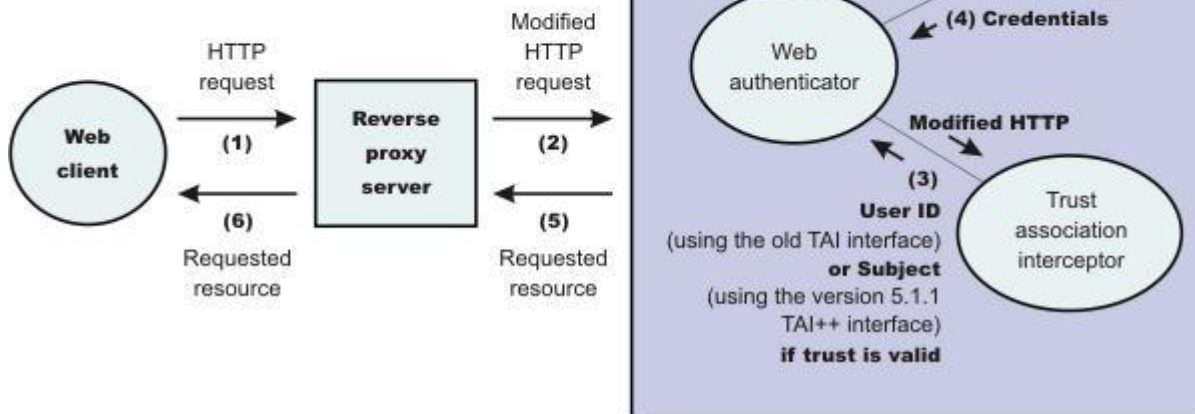 HTTP
request
(1)
Modified
HTTP
request
(2)
Web
client
Reverse
proxy
server
(6)
Requested
resource
(5)
Requested
resource
(4) Credentials
Web
authenticator
Modified HTTP
(3)
User ID
(using the old TAI interface)
or Subject
(using the version 5.1.1
TAI++ interface)
if trust is valid
Trust
association
interceptor